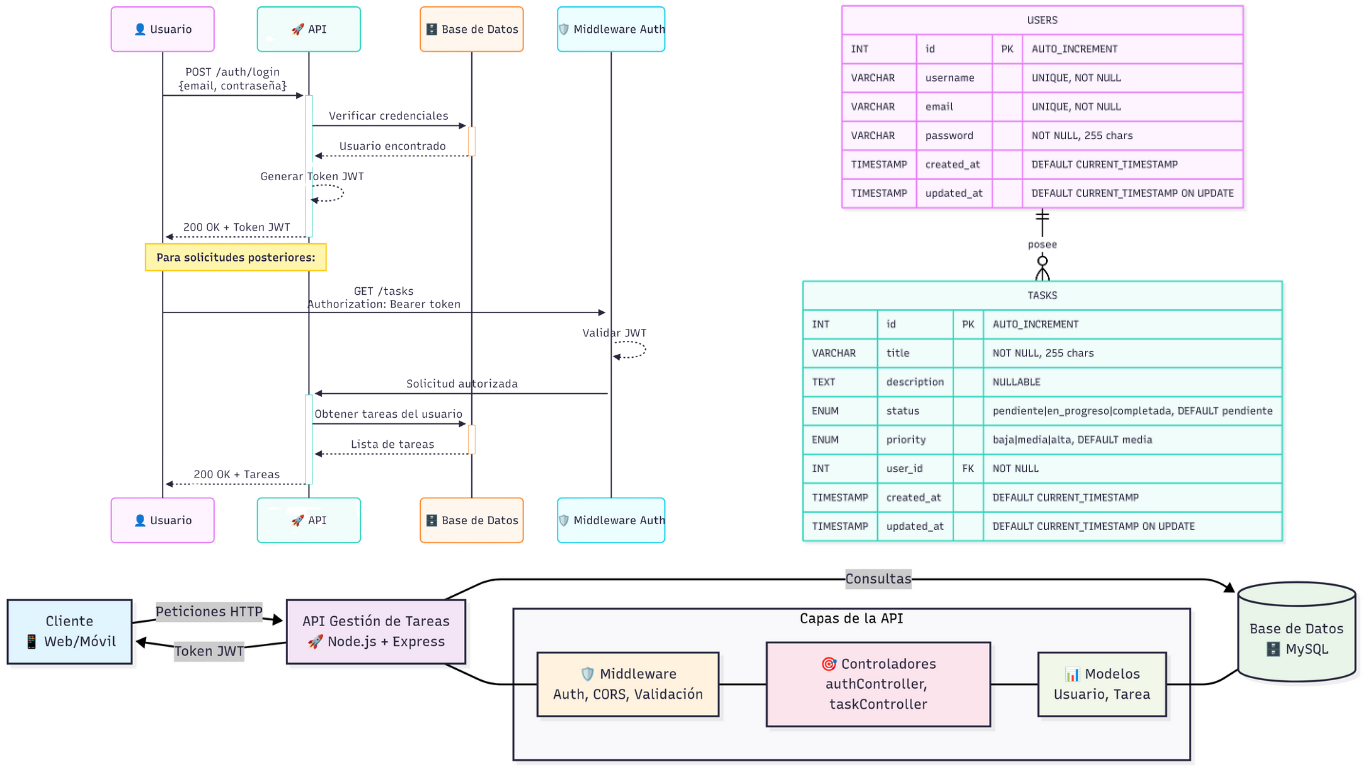 👤 Usuario
🚀 API
🗄️ Base de Datos
🛡️ Middleware Auth
POST /auth/login
{email, contraseña}
Verificar credenciales
Usuario encontrado
Generar Token JWT
200 OK + Token JWT
Para solicitudes posteriores:
GET /tasks
Authorization: Bearer token
Validar JWT
Solicitud autorizada
Obtener tareas del usuario
Lista de tareas
200 OK + Tareas
👤 Usuario
🚀 API
🗄️ Base de Datos
🛡️ Middleware Auth
USERS
INT id PK AUTO_INCREMENT
VARCHAR username UNIQUE, NOT NULL
VARCHAR email UNIQUE, NOT NULL
VARCHAR password NOT NULL, 255 chars
TIMESTAMP created_at DEFAULT CURRENT_TIMESTAMP
TIMESTAMP updated_at DEFAULT CURRENT_TIMESTAMP ON UPDATE
posee
TASKS
INT id PK AUTO_INCREMENT
VARCHAR title NOT NULL, 255 chars
TEXT description NULLABLE
ENUM status pendiente|en_progreso|completada, DEFAULT pendiente
ENUM priority baja|media|alta, DEFAULT media
INT user_id FK NOT NULL
TIMESTAMP created_at DEFAULT CURRENT_TIMESTAMP
TIMESTAMP updated_at DEFAULT CURRENT_TIMESTAMP ON UPDATE
Cliente
📱 Web/Móvil
Peticiones HTTP
Token JWT
API Gestión de Tareas
🚀 Node.js + Express
Consultas
Capas de la API
🛡️ Middleware
Auth, CORS, Validación
🎯 Controladores
authController,
taskController
📊 Modelos
Usuario, Tarea
Base de Datos
🗄️ MySQL